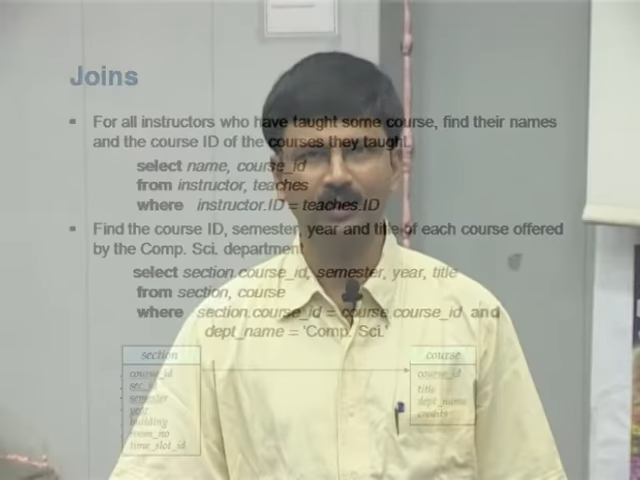 Joins
▪ For all instructors who have taught some course, find their names
and the course ID of the courses they taught.
select name, course_id
from instructor, teaches
where instructor.ID = teaches.ID
▪ Find the course ID, semester, year and title of each course offered
by the Comp. Sci. department
select section.course_id, semester, year, title
from section, course
where section.course_id = course.course_id and
dept_name = 'Comp. Sci.'
section
course_id
sec_id
semester
year
building
room_no
time_slot_id
course
course_id
title
dept_name
credits